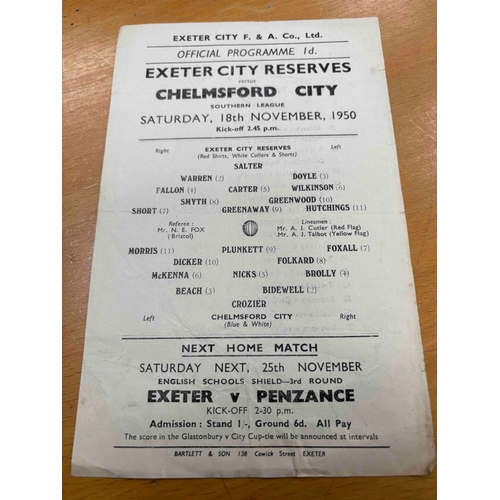 EXETER CITY F. & A. Co., Ltd.
OFFICIAL PROGRAMME 1d.
EXETER CITY RESERVES
versus
CHELMSFORD CITY
SOUTHERN LEAGUE
SATURDAY, 18th NOVEMBER, 1950
Kick-off 2.45 p.m.
Right EXETER CITY RESERVES Left
(Red Shirts, White Collars & Shorts)
SALTER
WARREN (2) DOYLE (3)
FALLON (4) CARTER (5) WILKINSON (6)
SMYTH (8) GREENWOOD (10)
SHORT (7) GREENAWAY (9) HUTCHINGS (11)
Referee : Linesmen :
Mr. N. E. FOX Mr. A. J. Cutler (Red Flag)
(Bristol) Mr. A. J. Talbot (Yellow Flag)
MORRIS (11) PLUNKETT (9) FOXALL (7)
DICKER (10) FOLKARD (8)
McKENNA (6) NICKS (5) BROLLY (4)
BEACH (3) BIDEWELL (2)
CROZIER
Left CHELMSFORD CITY Right
(Blue & White)
NEXT HOME MATCH
SATURDAY NEXT, 25th NOVEMBER
ENGLISH SCHOOLS SHIELD—3rd ROUND
EXETER v PENZANCE
KICK-OFF 2-30 p.m.
Admission : Stand 1/-, Ground 6d. All Pay
The score in the Glastonbury v City Cup-tie will be announced at intervals
BARTLETT & SON 138 Cowick Street EXETER